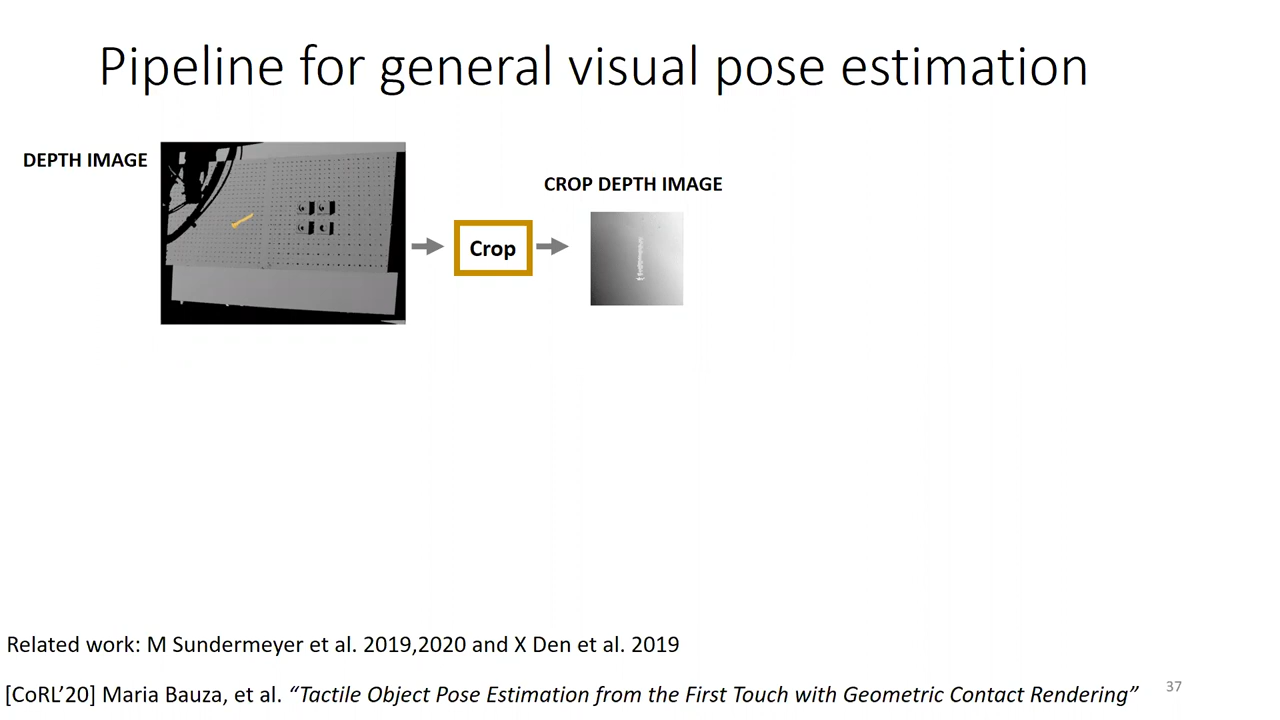 Pipeline for general visual pose estimation
DEPTH IMAGE
CROP DEPTH IMAGE
Crop
Related work: M Sundermeyer et al. 2019,2020 and X Den et al. 2019
[CoRL’20] Maria Bauza, et al. “Tactile Object Pose Estimation from the First Touch with Geometric Contact Rendering”
37